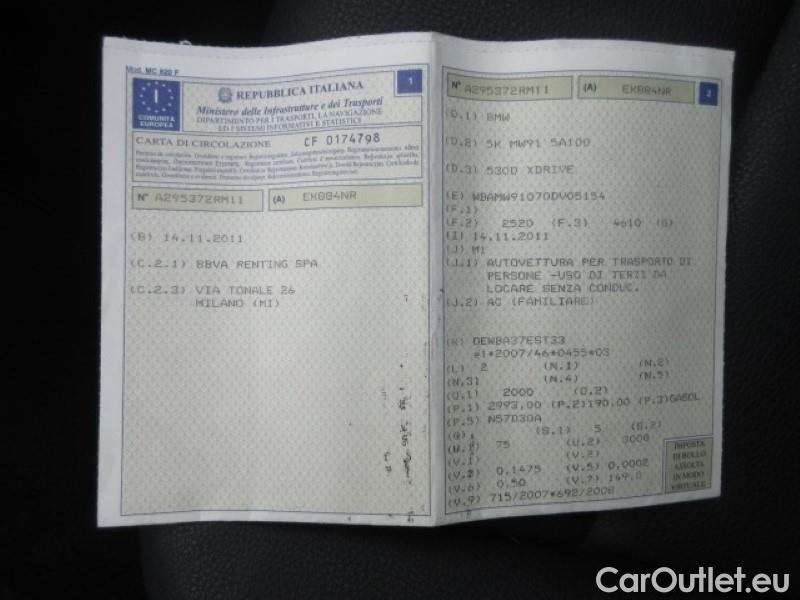 Mod. MC 820 F
I
COMUNITÀ
EUROPEA
REPUBBLICA ITALIANA
Ministero delle Infrastrutture e dei Trasporti
DIPARTIMENTO PER I TRASPORTI, LA NAVIGAZIONE
ED I SISTEMI INFORMATIVI E STATISTICI
1
CARTA DI CIRCOLAZIONE CF 0174798
N° A295372RM11 (A) EK884NR
(B) 14.11.2011
(C.2.1) BBVA RENTING SPA
(C.2.3) VIA TONALE 26
MILANO (MI)
N° A295372RM11 (A) EK884NR
2
(D.1) BMW
(D.2) 5K MW91 5A100
(D.3) 530D XDRIVE
(E) WBAMW91070DV05154
(F.1)
(F.2) 2520 (F.3) 4610 (G)
(I) 14.11.2011
(J) M1
(J.1) AUTOVETTURA PER TRASPORTO DI
PERSONE -USO DI TERZI DA
LOCARE SENZA CONDUC.
(J.2) AC (FAMILIARE)
(K) OEWBA37EST33
e1*2007/46*0455*03
(L) 2 (N.1) (N.2)
(N.3) (N.4) (N.5)
(O.1) 2000 (O.2)
(P.1) 2993,00 (P.2)190,00 (P.3)GASOL
(P.5) N57D30A
(Q) (S.1) 5 (S.2)
(U.1) 75 (U.2) 3000
(V.1) (V.2)
(V.3) 0,1475 (V.5) 0,0002
(V.6) 0,50 (V.7) 149,0
(V.9) 715/2007*692/2008
IMPOSTA
DI BOLLO
ASSOLTA
IN MODO
VIRTUALE
CarOutlet.eu